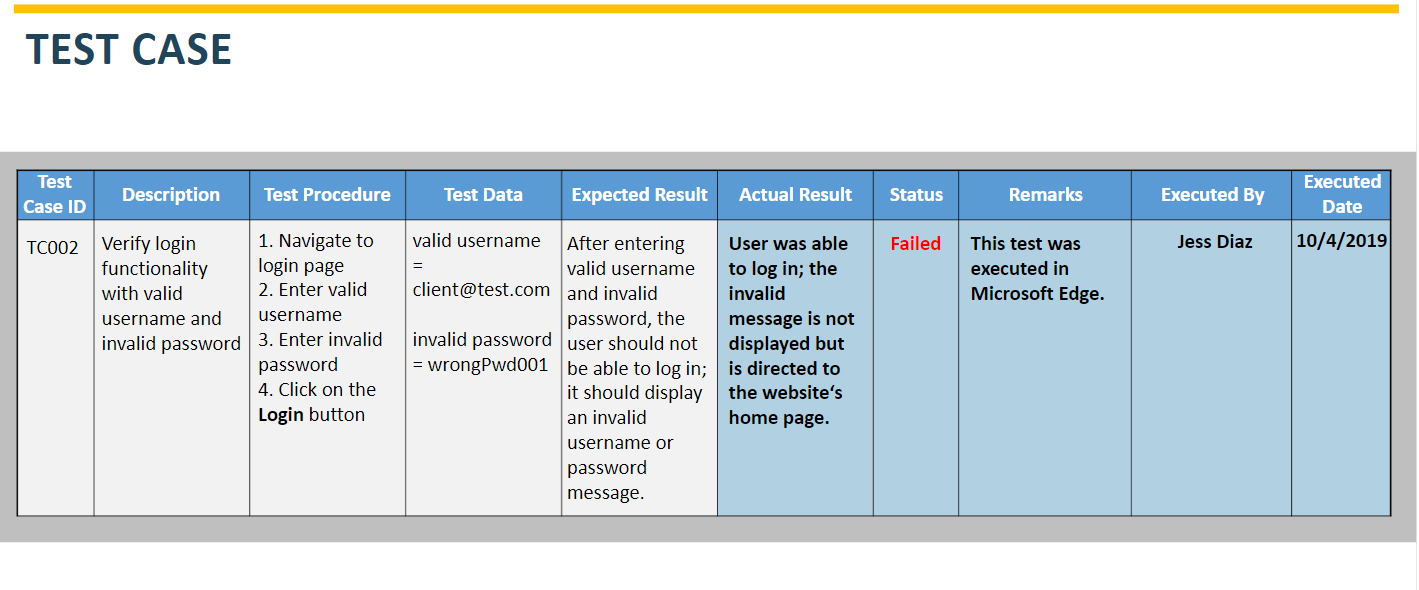 TEST CASE
Test
Case ID
Description
Test Procedure
Test Data
Expected Result
Actual Result
Status
Remarks
Executed By
Executed
Date
TC002
Verify login
functionality
with valid
username and
invalid password
1. Navigate to
login page
2. Enter valid
username
3. Enter invalid
password
4. Click on the
Login button
valid username
=
client@test.com
invalid password
= wrongPwd001
After entering
valid username
and invalid
password, the
user should not
be able to log in;
it should display
an invalid
username or
password
message.
User was able
to log in; the
invalid
message is not
displayed but
is directed to
the website‘s
home page.
Failed
This test was
executed in
Microsoft Edge.
Jess Diaz
10/4/2019